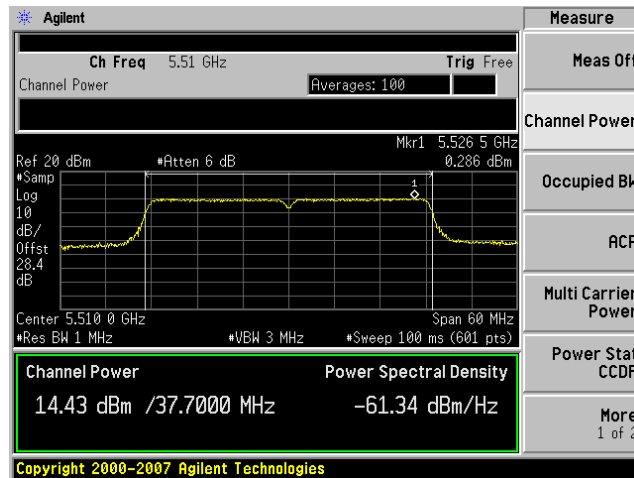 Agilent
Measure
Ch Freq 5.51 GHz Trig Free
Channel Power Averages: 100
Mkr1 5.526 5 GHz
Ref 20 dBm #Atten 6 dB 0.286 dBm
#Samp
Log
10
dB/
Offst
28.4
dB
1
Center 5.510 0 GHz Span 60 MHz
#Res BW 1 MHz #VBW 3 MHz #Sweep 100 ms (601 pts)
Channel Power Power Spectral Density
14.43 dBm /37.7000 MHz -61.34 dBm/Hz
Copyright 2000-2007 Agilent Technologies
Meas Off
Channel Power
Occupied BW
ACP
Multi Carrier
Power
Power Stat
CCDF
More
1 of 2